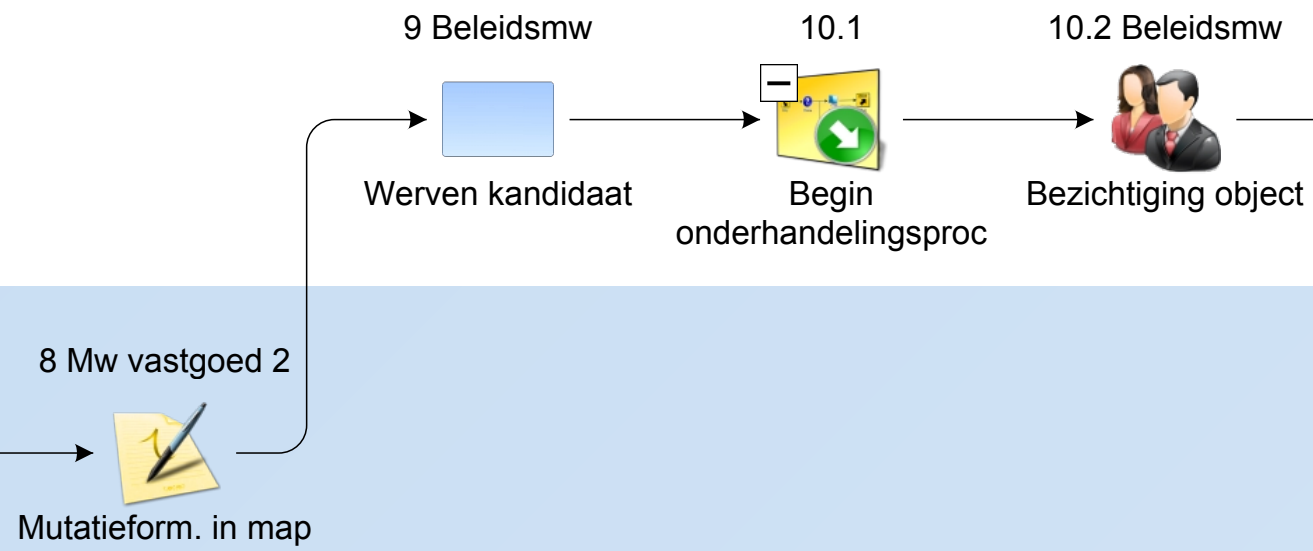 9 Beleidsmw
10.1
10.2 Beleidsmw
Werven kandidaat
Begin
onderhandelingsproc
Bezichtiging object
8 Mw vastgoed 2
Mutatieform. in map